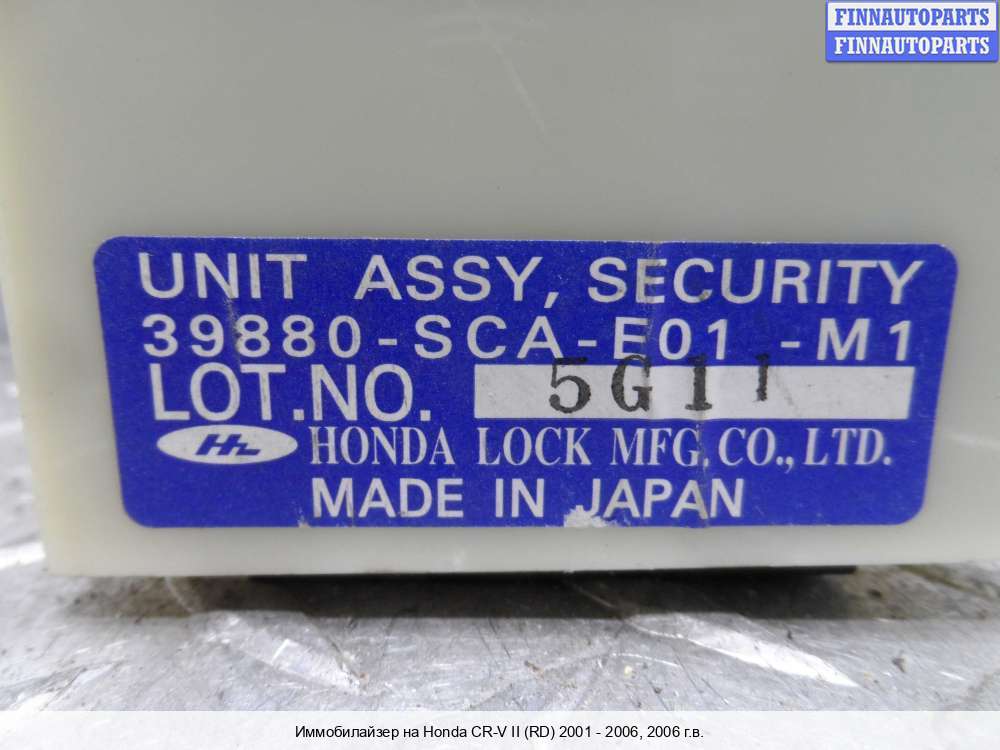 FINNAUTOPARTS
FINNAUTOPARTS
UNIT ASSY, SECURITY
39880-SCA-E01 -M1
LOT.NO. 5G11
HONDA LOCK MFG. CO., LTD.
MADE IN JAPAN
Иммобилайзер на Honda CR-V II (RD) 2001 - 2006, 2006 г.в.